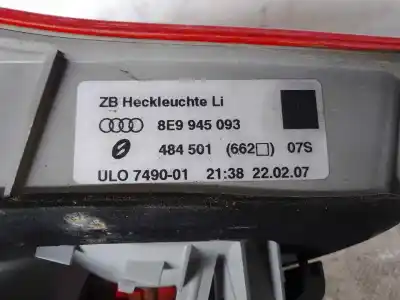 ZB Heckleuchte Li
8E9 945 093
484 501 (662□) 07S
ULO 7490-01 21:38 22.02.07